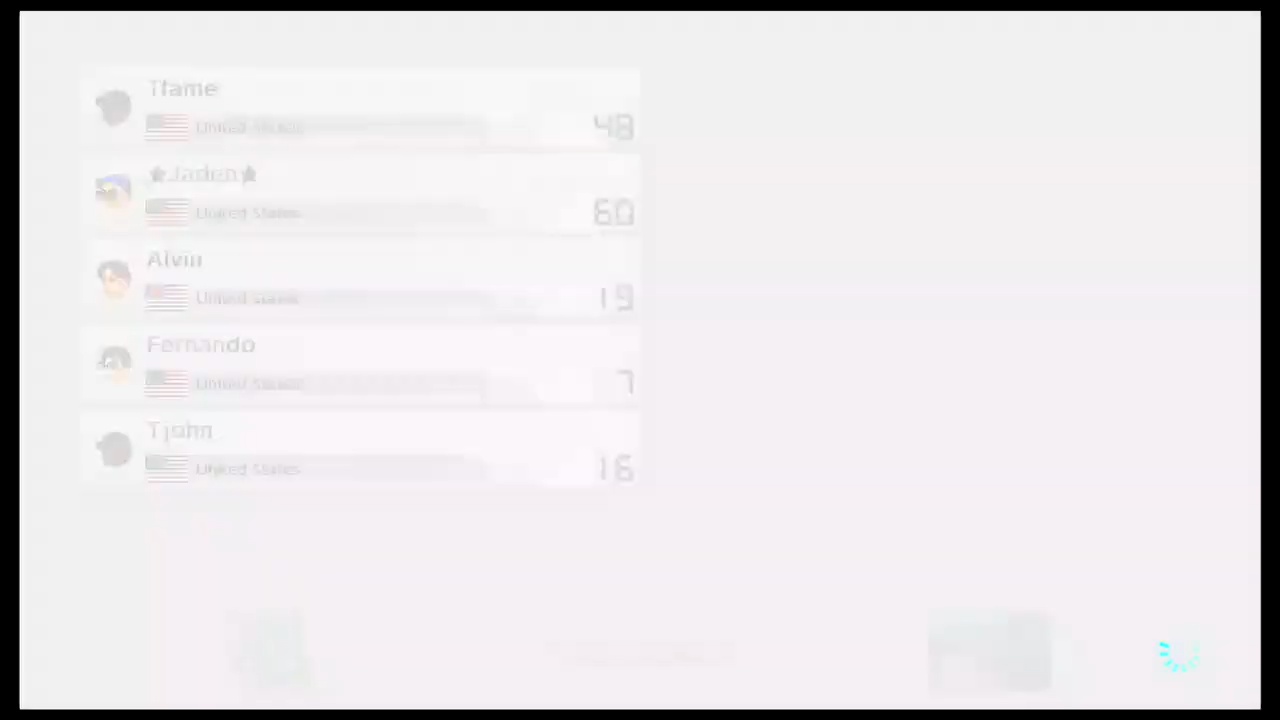 Tfame
United States
48
★Jaden★
United States
60
Alvin
United States
19
Fernando
United States
7
Tjohn
United States
16